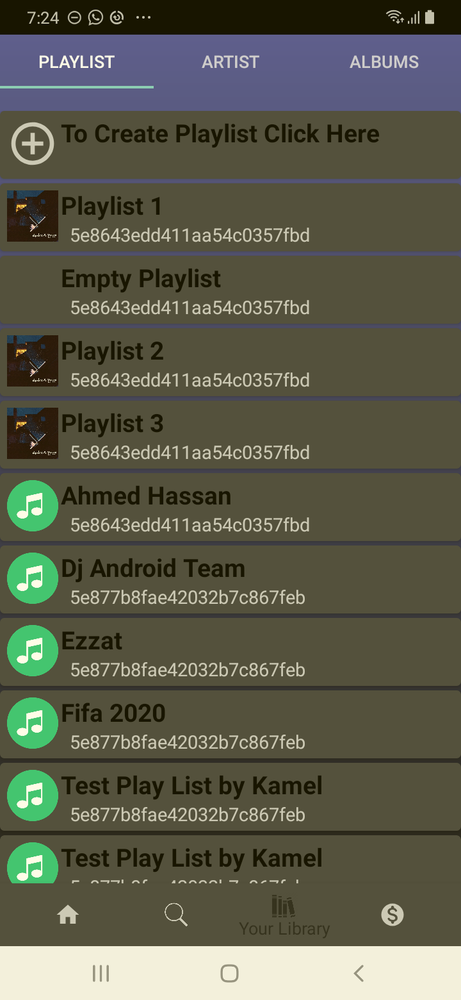 7:24
PLAYLIST ARTIST ALBUMS
To Create Playlist Click Here
Playlist 1
5e8643edd411aa54c0357fbd
Empty Playlist
5e8643edd411aa54c0357fbd
Playlist 2
5e8643edd411aa54c0357fbd
Playlist 3
5e8643edd411aa54c0357fbd
Ahmed Hassan
5e8643edd411aa54c0357fbd
Dj Android Team
5e877b8fae42032b7c867feb
Ezzat
5e877b8fae42032b7c867feb
Fifa 2020
5e877b8fae42032b7c867feb
Test Play List by Kamel
5e877b8fae42032b7c867feb
Test Play List by Kamel
Your Library